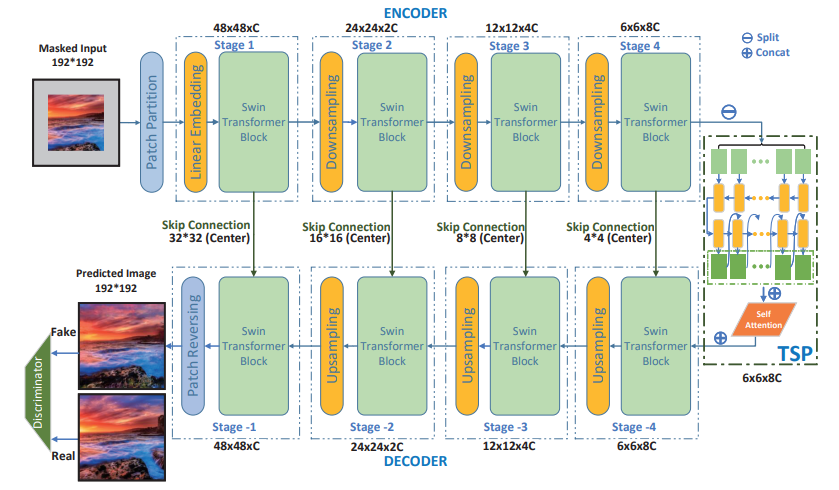 ENCODER
48x48xC
24x24x2C
12x12x4C
6x6x8C
Split
Concat
Masked Input
192*192
Stage 1
Stage 2
Stage 3
Stage 4
Patch Partition
Linear Embedding
Swin
Transformer
Block
Downsampling
Swin
Transformer
Block
Downsampling
Swin
Transformer
Block
Downsampling
Swin
Transformer
Block
Skip Connection
32*32 (Center)
Skip Connection
16*16 (Center)
Skip Connection
8*8 (Center)
Skip Connection
4*4 (Center)
Predicted Image
192*192
Fake
Real
Discriminator
Patch Reversing
Swin
Transformer
Block
Upsampling
Swin
Transformer
Block
Upsampling
Swin
Transformer
Block
Upsampling
Swin
Transformer
Block
Self
Attention
TSP
6x6x8C
Stage -1
Stage -2
Stage -3
Stage -4
48x48xC
24x24x2C
12x12x4C
6x6x8C
DECODER